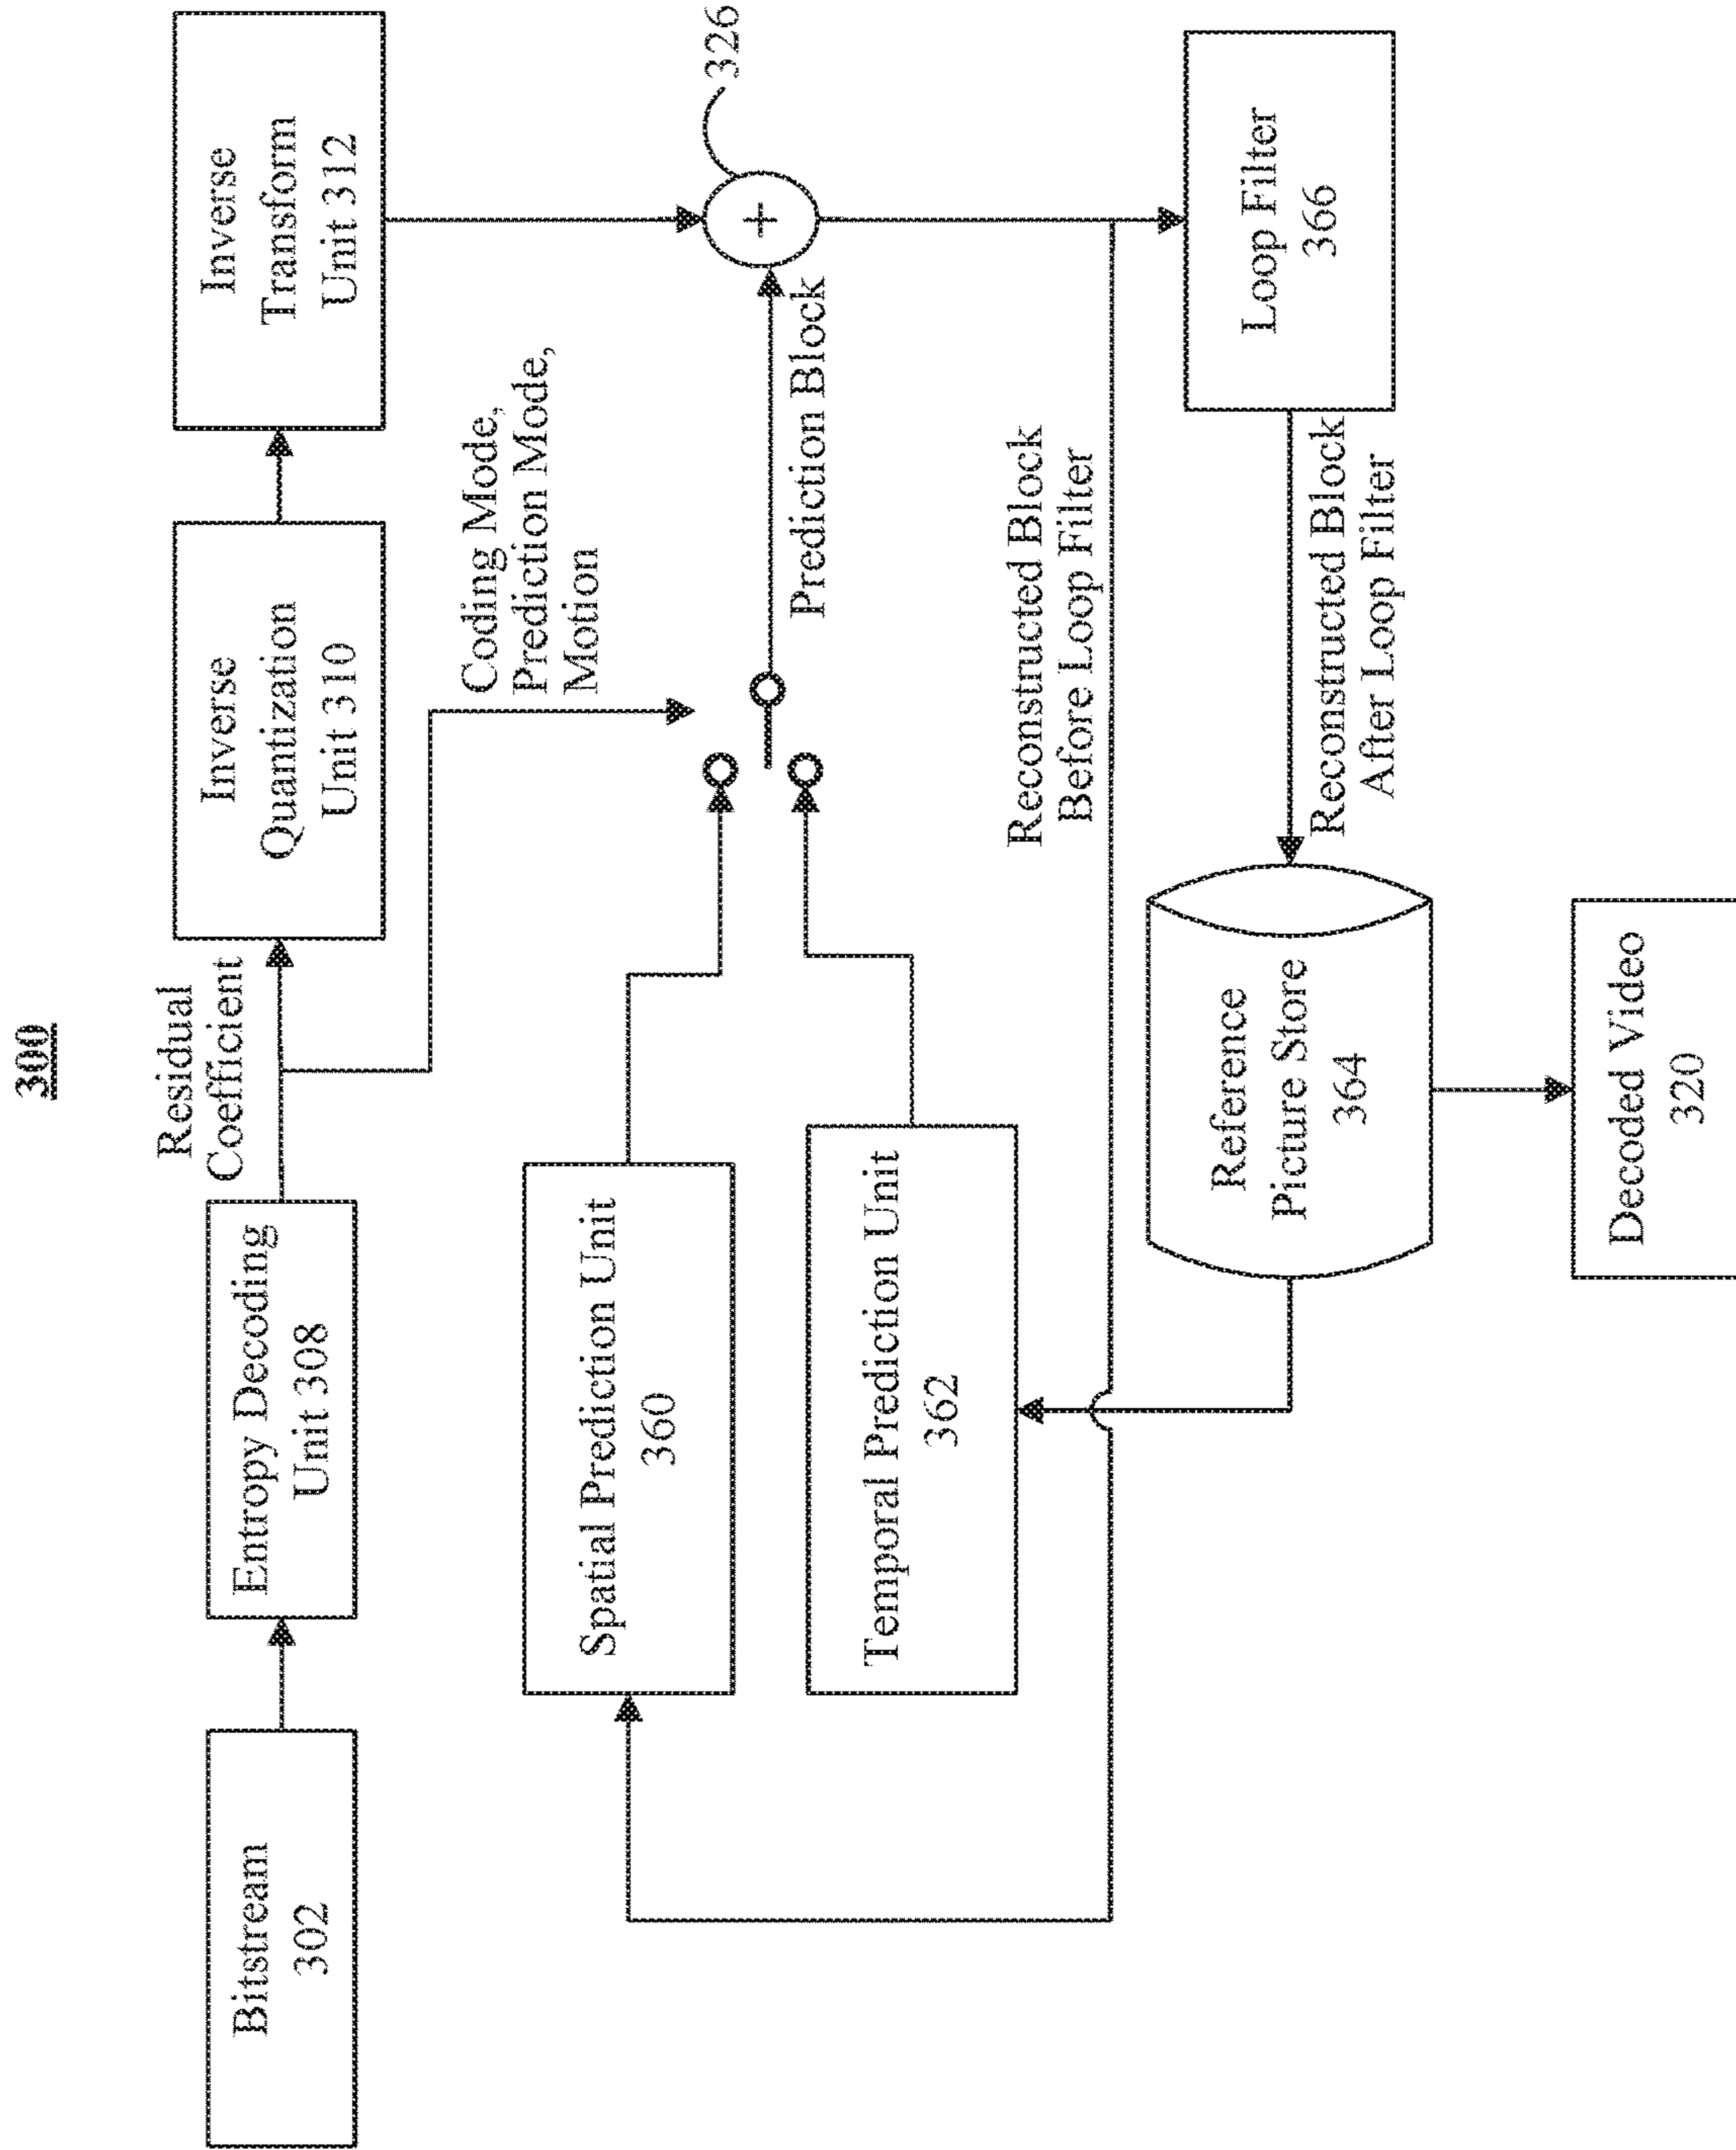 300
Bitstream
302
Entropy Decoding
Unit 308
Residual
Coefficient
Inverse
Quantization
Unit 310
Inverse
Transform
Unit 312
Coding Mode,
Prediction Mode,
Motion
Spatial Prediction Unit
360
Temporal Prediction Unit
362
Prediction Block
+
326
Reconstructed Block
Before Loop Filter
Reference
Picture Store
364
Reconstructed Block
After Loop Filter
Loop Filter
366
Decoded Video
320